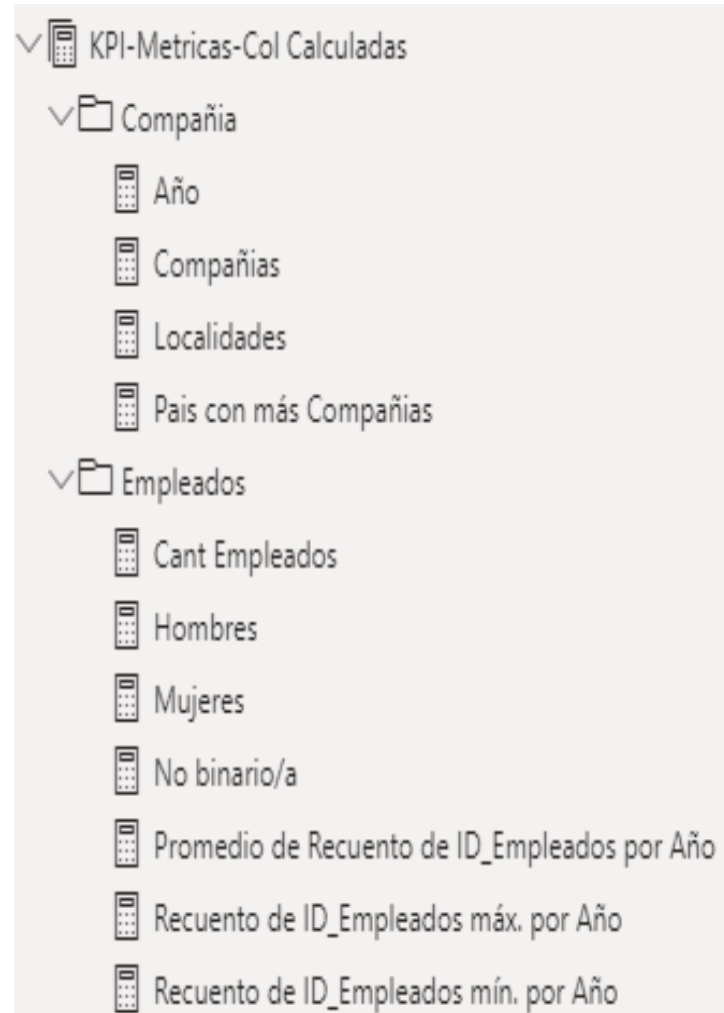 KPI-Metricas-Col Calculadas
Compañia
Año
Compañias
Localidades
Pais con más Compañias
Empleados
Cant Empleados
Hombres
Mujeres
No binario/a
Promedio de Recuento de ID_Empleados por Año
Recuento de ID_Empleados máx. por Año
Recuento de ID_Empleados mín. por Año